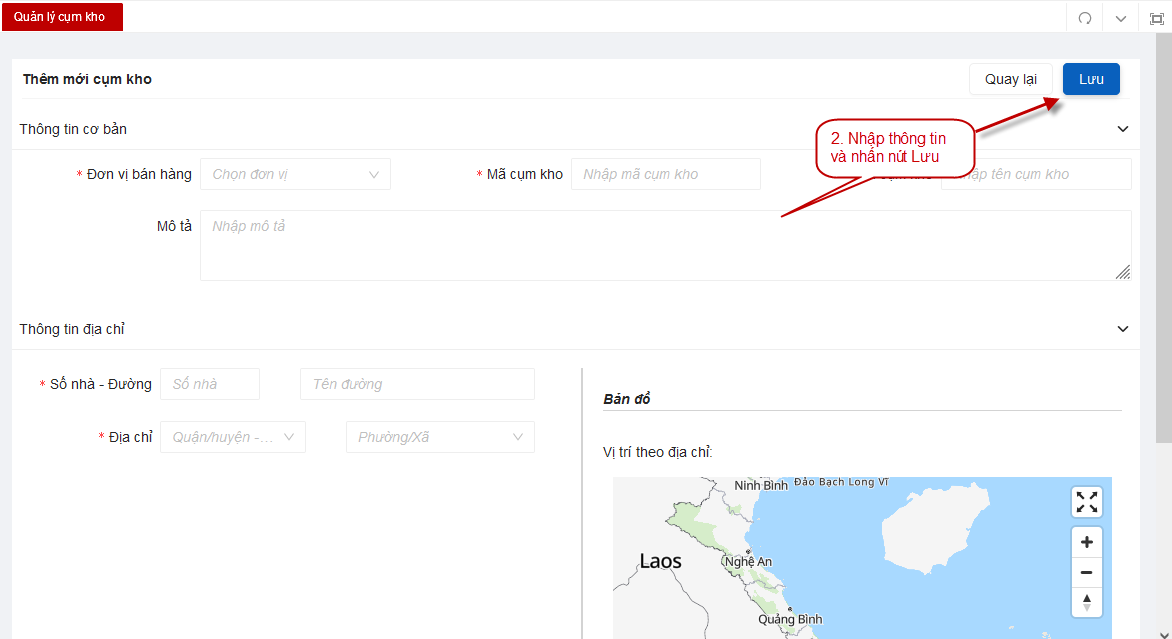 Quản lý cụm kho
Thêm mới cụm kho
Quay lại
Lưu
Thông tin cơ bản
2. Nhập thông tin
và nhấn nút Lưu
* Đơn vị bán hàng
Chọn đơn vị
* Mã cụm kho
Nhập mã cụm kho
Nhập tên cụm kho
Mô tả
Nhập mô tả
Thông tin địa chỉ
* Số nhà - Đường
Số nhà
Tên đường
* Địa chỉ
Quận/huyện -...
Phường/Xã
Bản đồ
Vị trí theo địa chỉ:
Ninh Bình
Đảo Bạch Long Vĩ
Laos
Nghệ An
Quảng Bình